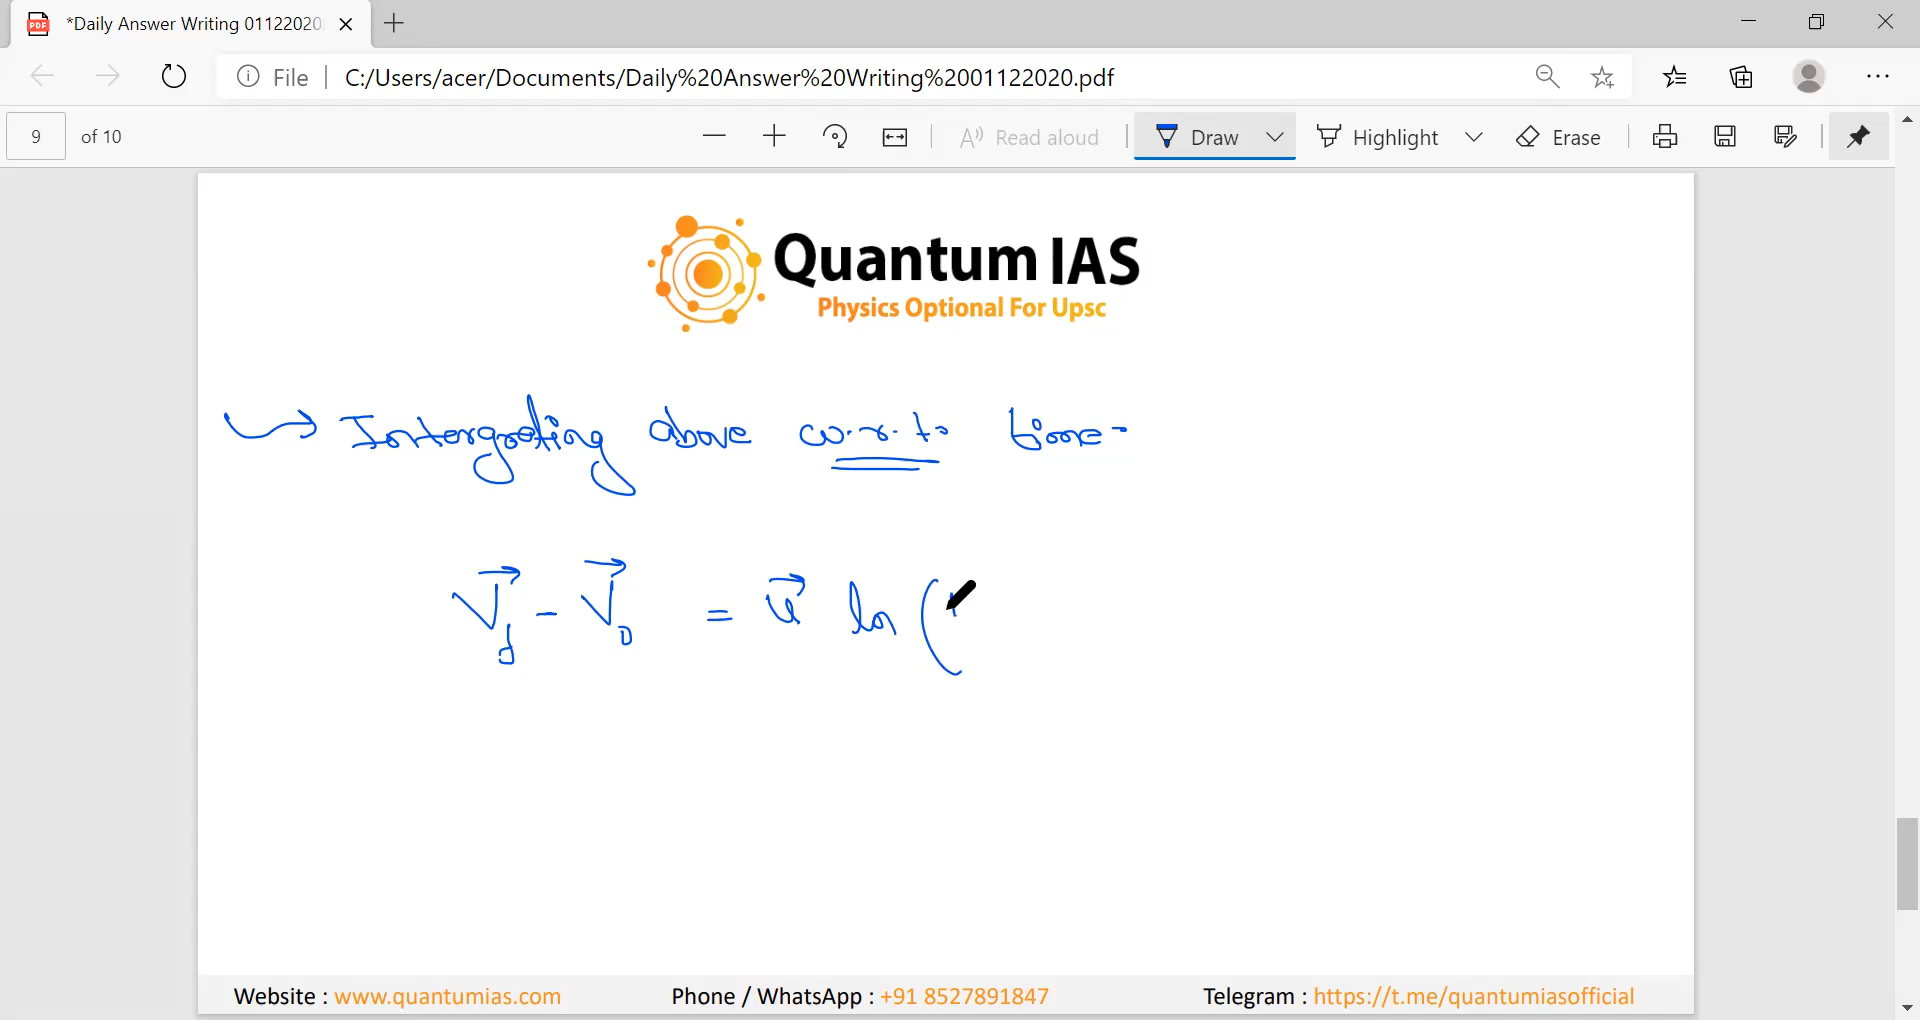 *Daily Answer Writing 01122020
File | C:/Users/acer/Documents/Daily%20Answer%20Writing%2001122020.pdf
9 of 10 Read aloud Draw Highlight Erase
Quantum IAS
Physics Optional For Upsc
Intergrating above w.r.to time-
V⃗f - V⃗0 = u⃗ ln (
Website : www.quantumias.com Phone / WhatsApp : +91 8527891847 Telegram : https://t.me/quantumiasofficial